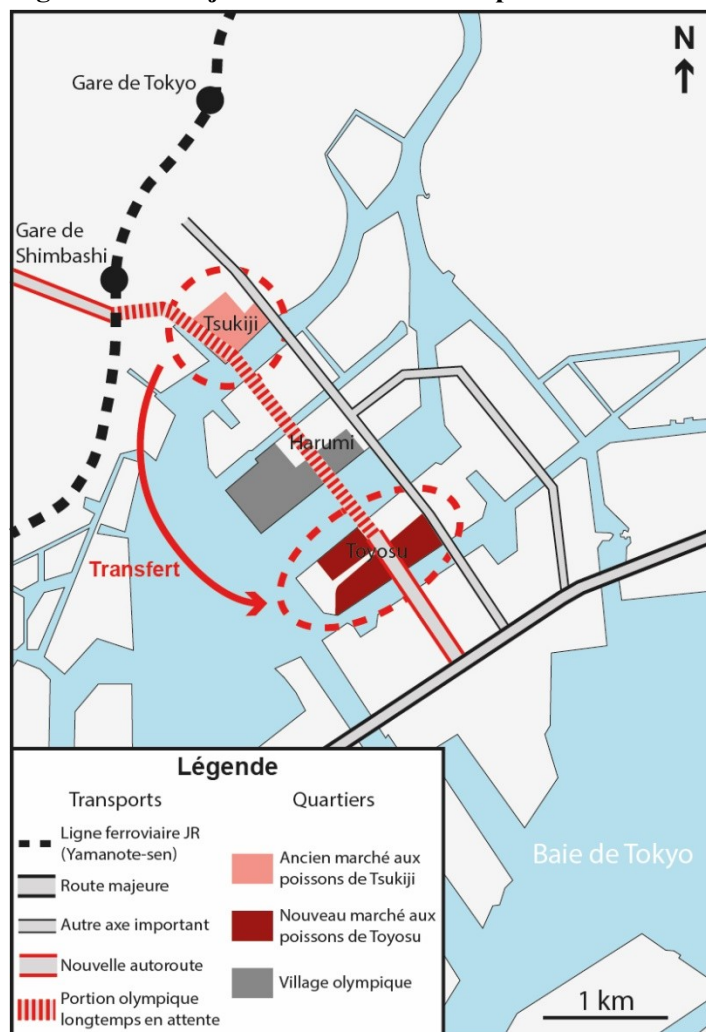 N
Gare de Tokyo
Gare de
Shimbashi
Tsukiji
Harumi
Toyosu
Transfert
Baie de Tokyo
Légende
Transports
Ligne ferroviaire JR
(Yamanote-sen)
Route majeure
Autre axe important
Nouvelle autoroute
Portion olympique
longtemps en attente
Quartiers
Ancien marché aux
poissons de Tsukiji
Nouveau marché aux
poissons de Toyosu
Village olympique
1 km